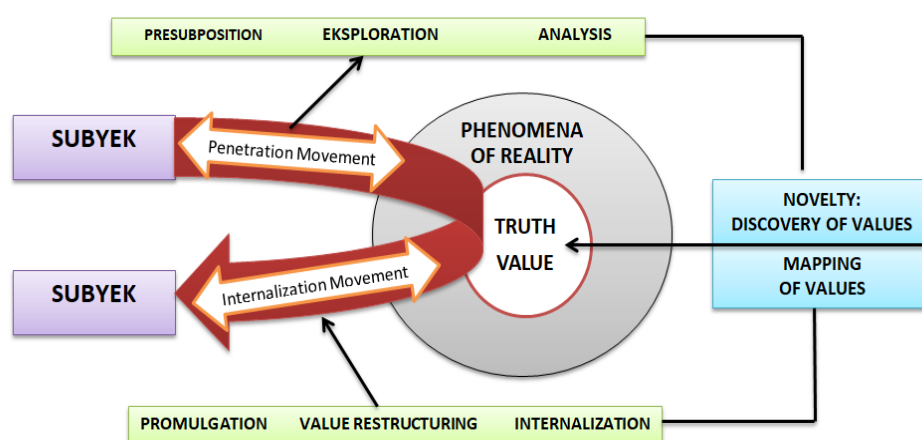 PRESUBPOSITION EKSPLORATION ANALYSIS
SUBYEK
Penetration Movement
PHENOMENA
OF REALITY
TRUTH
VALUE
NOVELTY:
DISCOVERY OF VALUES
MAPPING
OF VALUES
SUBYEK
Internalization Movement
PROMULGATION VALUE RESTRUCTURING INTERNALIZATION